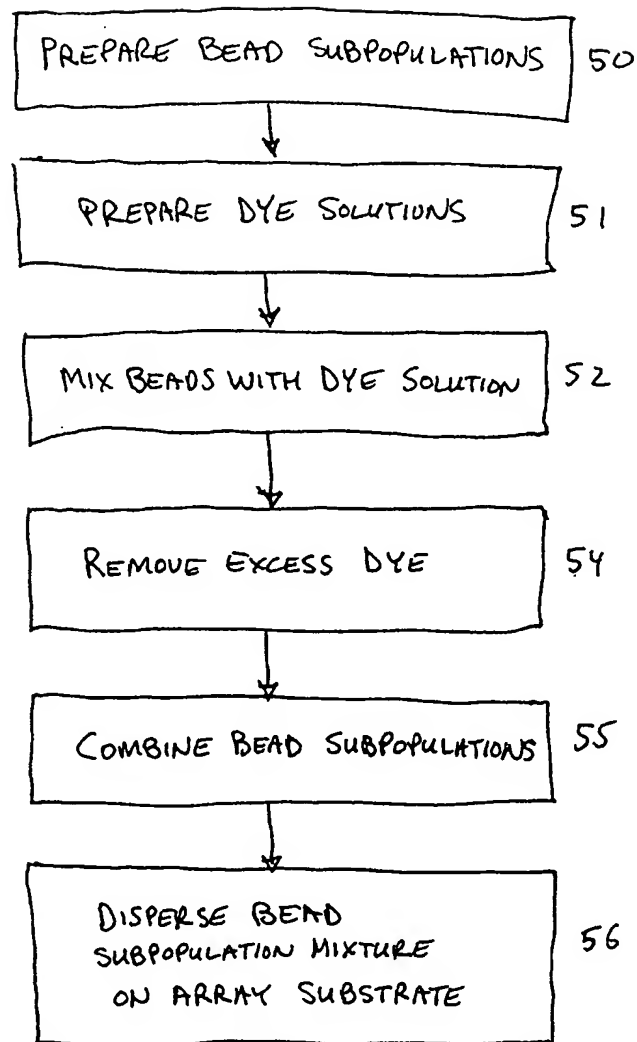 PREPARE BEAD SUBPOPULATIONS 50
PREPARE DYE SOLUTIONS 51
MIX BEADS WITH DYE SOLUTION 52
REMOVE EXCESS DYE 54
COMBINE BEAD SUBPOPULATIONS 55
DISPERSE BEAD
SUBPOPULATION MIXTURE
ON ARRAY SUBSTRATE 56